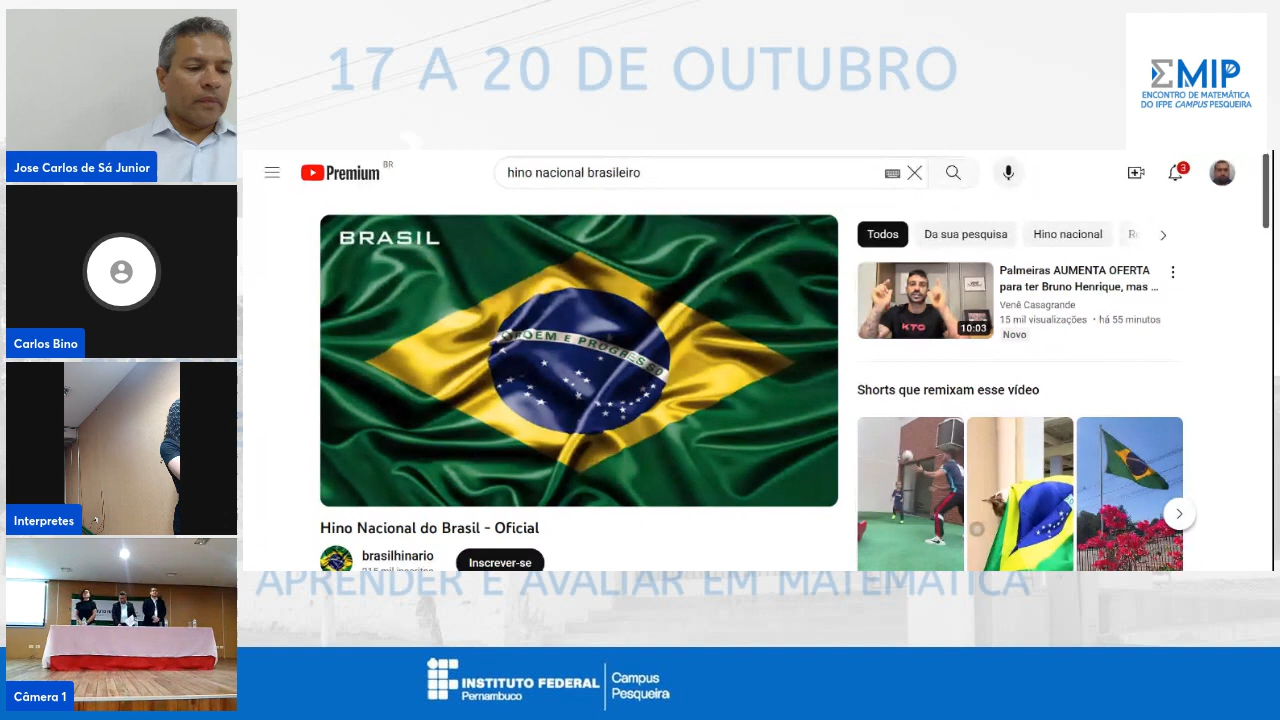 17 A 20 DE OUTUBRO
EMIP
ENCONTRO DE MATEMÁTICA
DO IFPE CAMPUS PESQUEIRA
Jose Carlos de Sá Junior
Carlos Bino
Interpretes
Câmera 1
Premium BR
hino nacional brasileiro
3
BRASIL
ORDEM E PROGRESSO
Hino Nacional do Brasil - Oficial
brasilhinario
Inscrever-se
Todos
Da sua pesquisa
Hino nacional
Palmeiras AUMENTA OFERTA
para ter Bruno Henrique, mas ...
Venê Casagrande
15 mil visualizações • há 55 minutos
Novo
KTO
10:03
Shorts que remixam esse vídeo
APRENDER E AVALIAR EM MATEMÁTICA
INSTITUTO FEDERAL
Pernambuco
Campus
Pesqueira